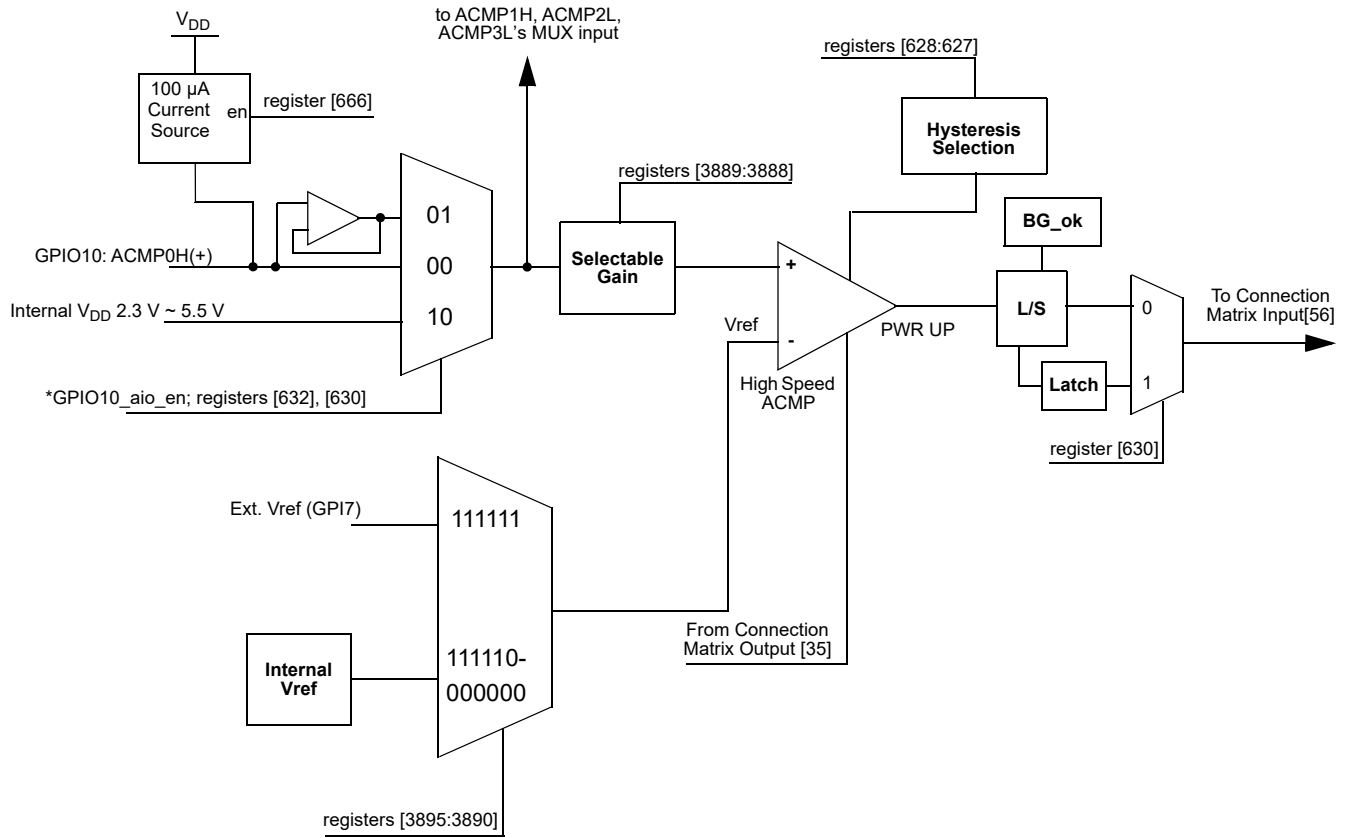 to ACMP1H, ACMP2L,
ACMP3L's MUX input
VDD
registers [628:627]
100 µA
Current
Source
en
register [666]
Hysteresis
Selection
registers [3889:3888]
01
BG_ok
GPIO10: ACMP0H(+)
00
Selectable
Gain
+
Internal VDD 2.3 V ~ 5.5 V
10
Vref
-
PWR UP
L/S
0
To Connection
Matrix Input[56]
*GPIO10_aio_en; registers [632], [630]
High Speed
ACMP
Latch
1
register [630]
Ext. Vref (GPI7)
111111
From Connection
Matrix Output [35]
Internal
Vref
111110-
000000
registers [3895:3890]